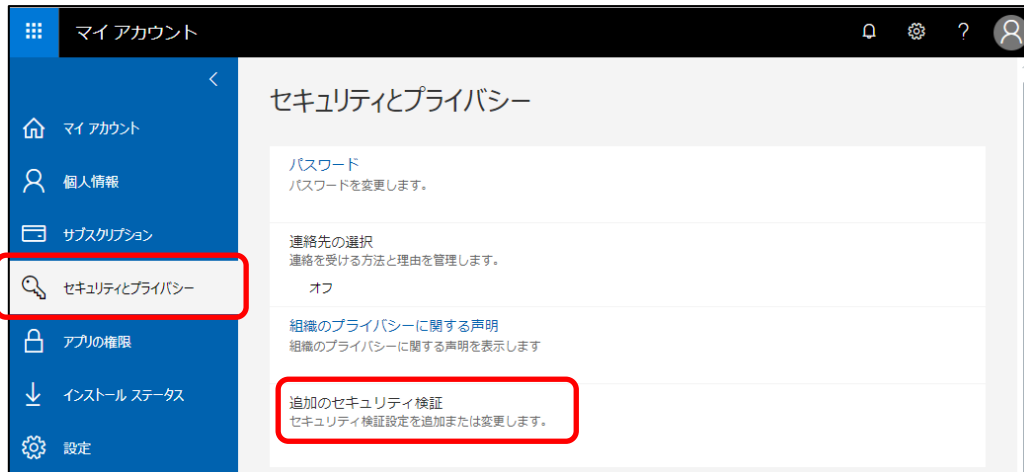 マイ アカウント
?
マイ アカウント
個人情報
サブスクリプション
セキュリティとプライバシー
アプリの権限
インストール ステータス
設定
セキュリティとプライバシー
パスワード
パスワードを変更します。
連絡先の選択
連絡を受ける方法と理由を管理します。
オフ
組織のプライバシーに関する声明
組織のプライバシーに関する声明を表示します
追加のセキュリティ検証
セキュリティ検証設定を追加または変更します。